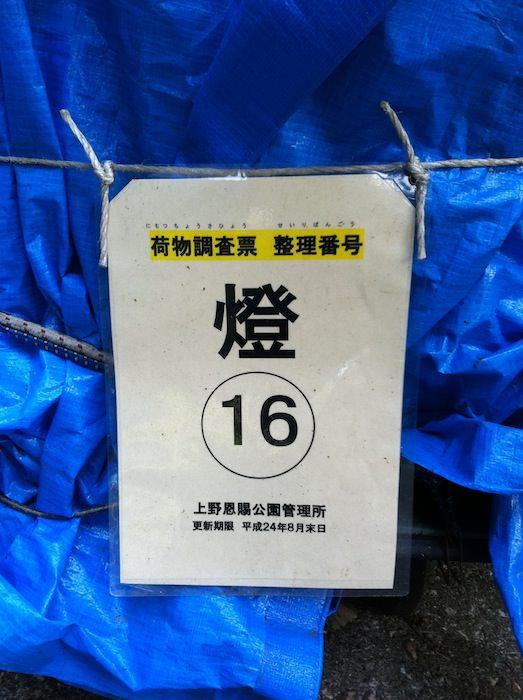 にもつちょうさひょう せいりばんごう
荷物調査票 整理番号
燈
16
上野恩賜公園管理所
更新期限 平成24年8月末日